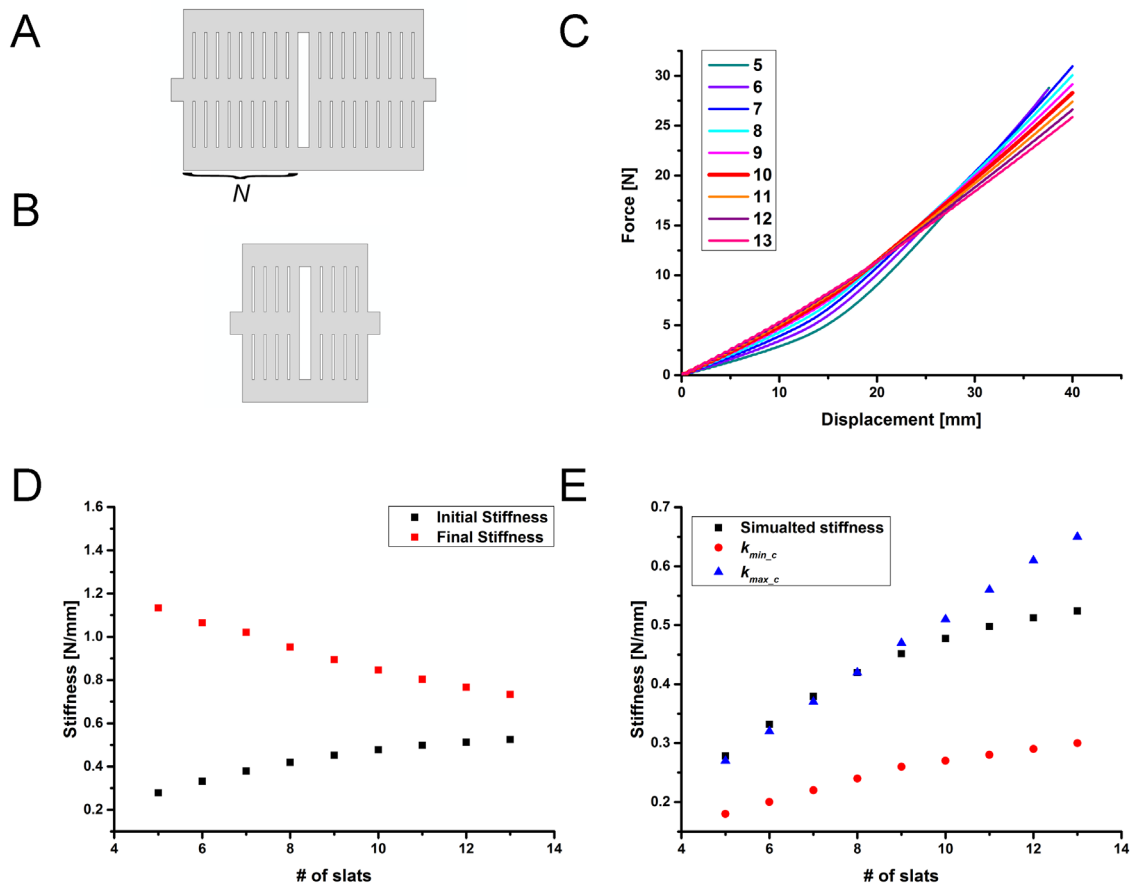 A
N
B
C
5
6
7
8
9
10
11
12
13
Force [N]
30
25
20
15
10
5
0
0 10 20 30 40
Displacement [mm]
D
Initial Stiffness
Final Stiffness
Stiffness [N/mm]
1.6
1.4
1.2
1.0
0.8
0.6
0.4
0.2
4 6 8 10 12 14
# of slats
E
Simualted stiffness
k_min_c
k_max_c
Stiffness [N/mm]
0.7
0.6
0.5
0.4
0.3
0.2
4 6 8 10 12 14
# of slats